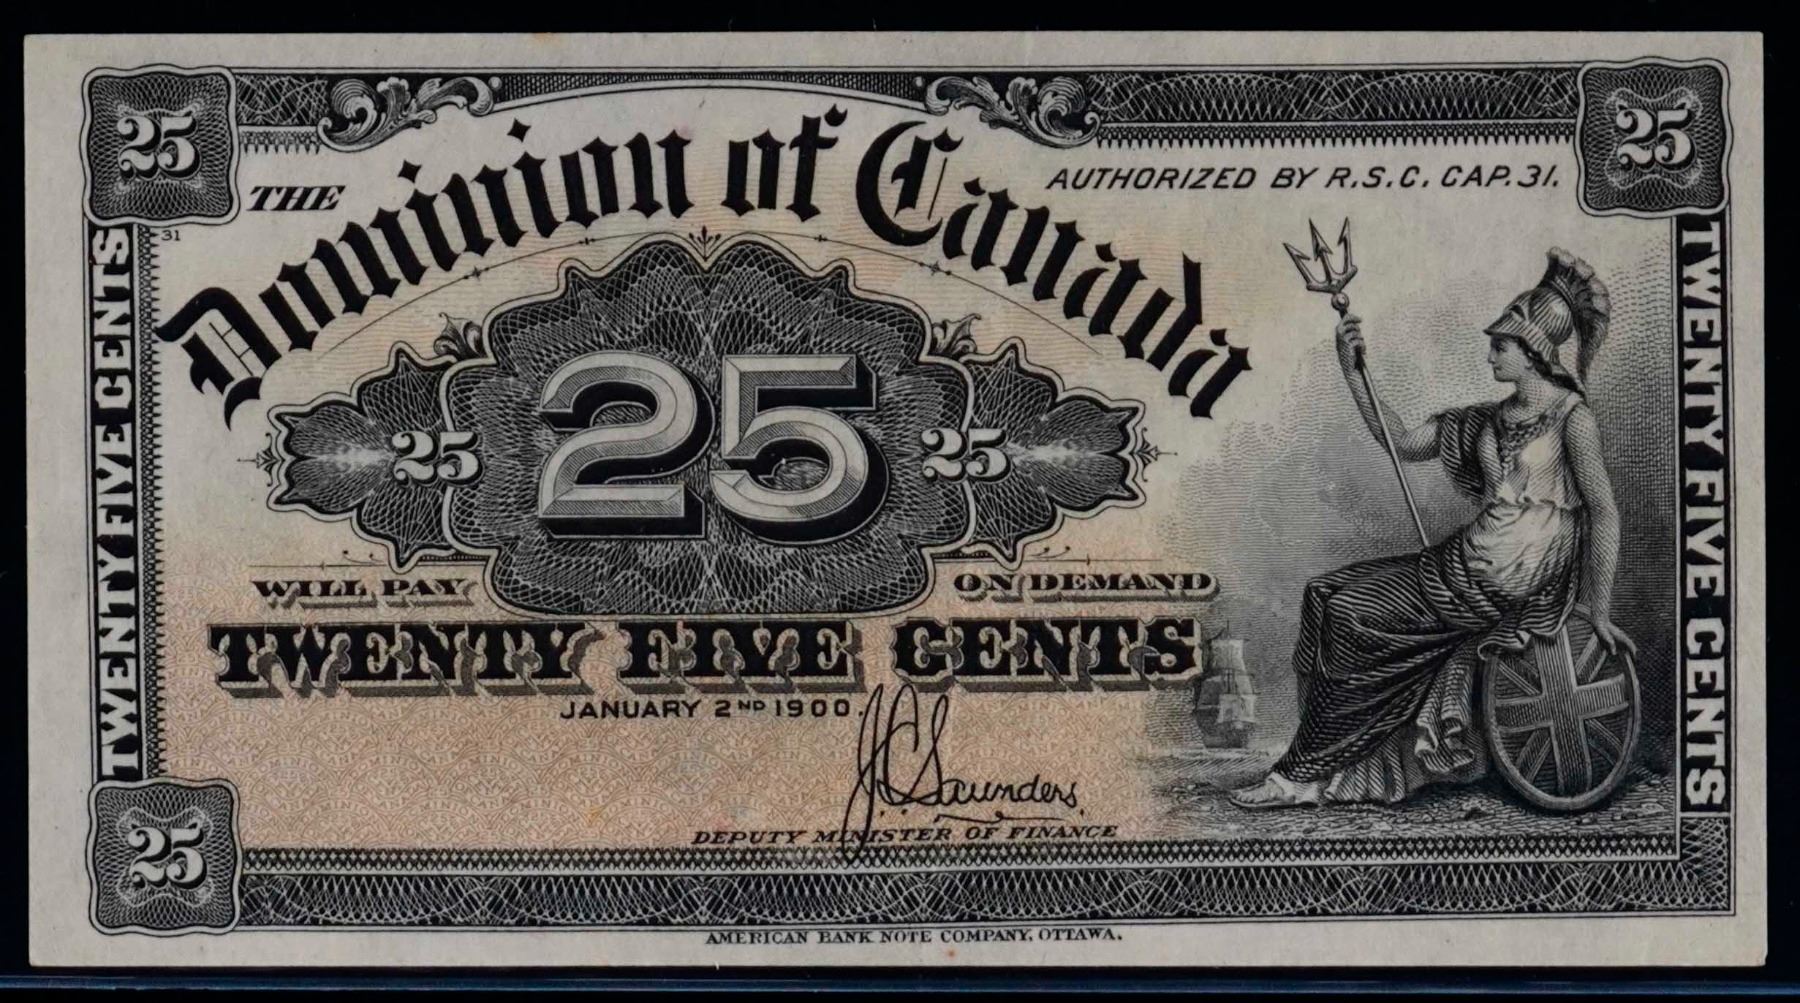 25
25
THE Dominion of Canada
AUTHORIZED BY R.S.C. CAP. 31.
31
TWENTY FIVE CENTS
TWENTY FIVE CENTS
25
25
25
WILL PAY ON DEMAND
TWENTY FIVE CENTS
JANUARY 2ND 1900.
J.C. Saunders
DEPUTY MINISTER OF FINANCE
25
AMERICAN BANK NOTE COMPANY, OTTAWA.